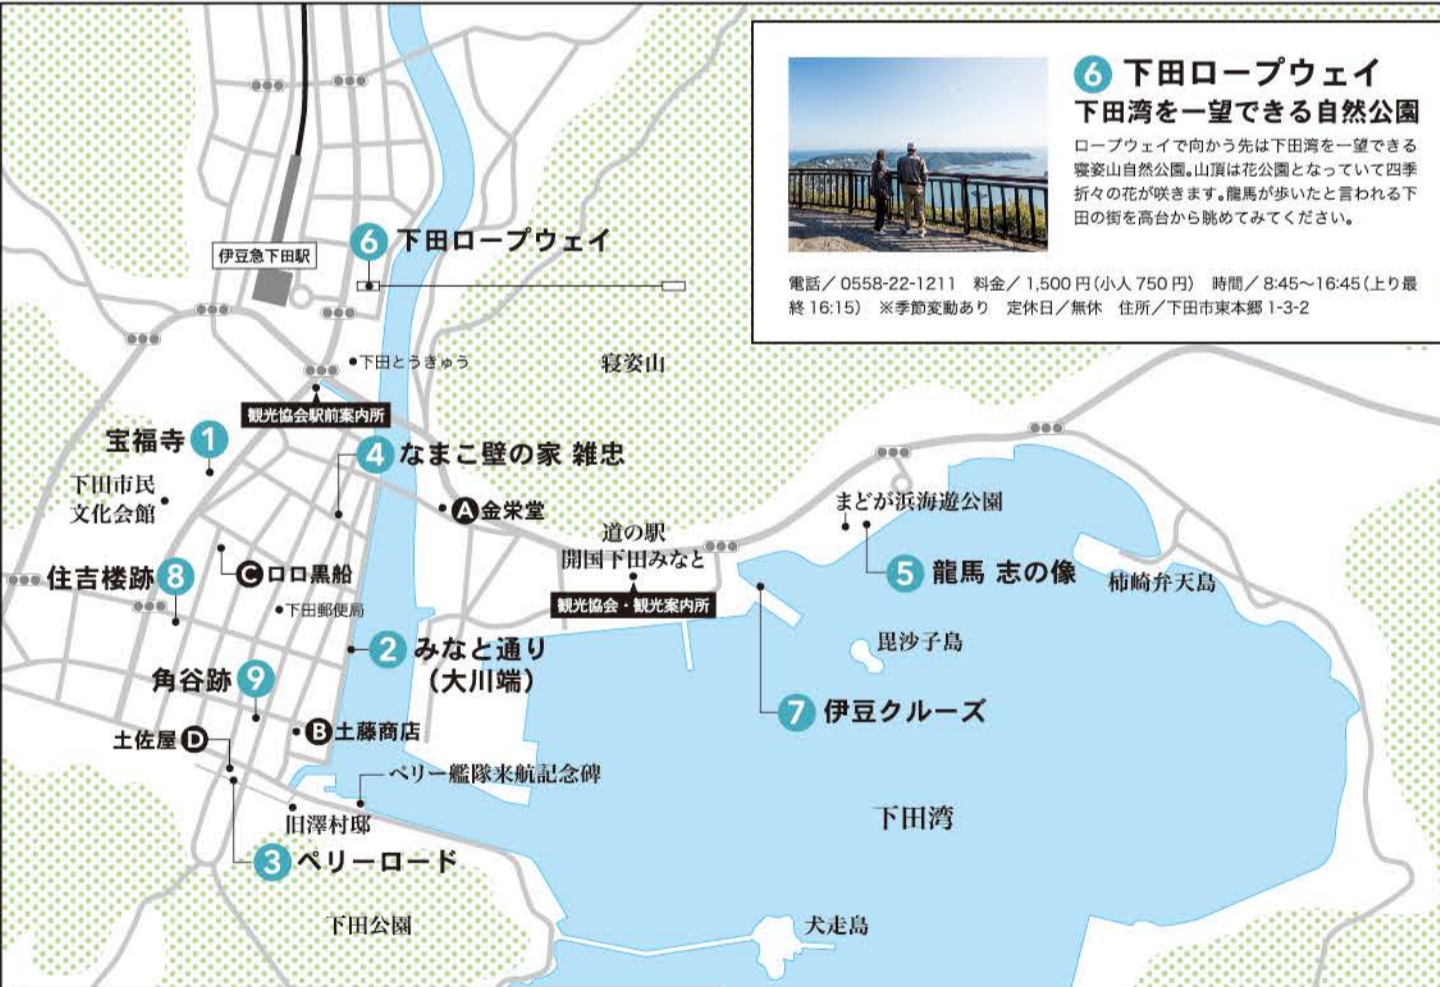 6 下田ロープウェイ
下田湾を一望できる自然公園
ロープウェイで向かう先は下田湾を一望できる
寝姿山自然公園。山頂は花公園となっていて四季
折々の花が咲きます。龍馬が歩いたと言われる下
田の街を高台から眺めてみてください。
電話／0558-22-1211　料金／1,500円(小人750円)　時間／8:45〜16:45(上り最
終16:15)　※季節変動あり　定休日／無休　住所／下田市東本郷1-3-2
6 下田ロープウェイ
伊豆急下田駅
下田とうきゅう
寝姿山
観光協会駅前案内所
宝福寺 1
4 なまこ壁の家 雑忠
下田市民
文化会館
A 金栄堂
まどが浜海遊公園
道の駅
開国下田みなと
観光協会・観光案内所
5 龍馬 志の像
柿崎弁天島
住吉楼跡 8
C ロロ黒船
下田郵便局
2 みなと通り
（大川端）
毘沙子島
角谷跡 9
7 伊豆クルーズ
B 土藤商店
土佐屋 D
ペリー艦隊来航記念碑
旧澤村邸
下田湾
3 ペリーロード
下田公園
犬走島